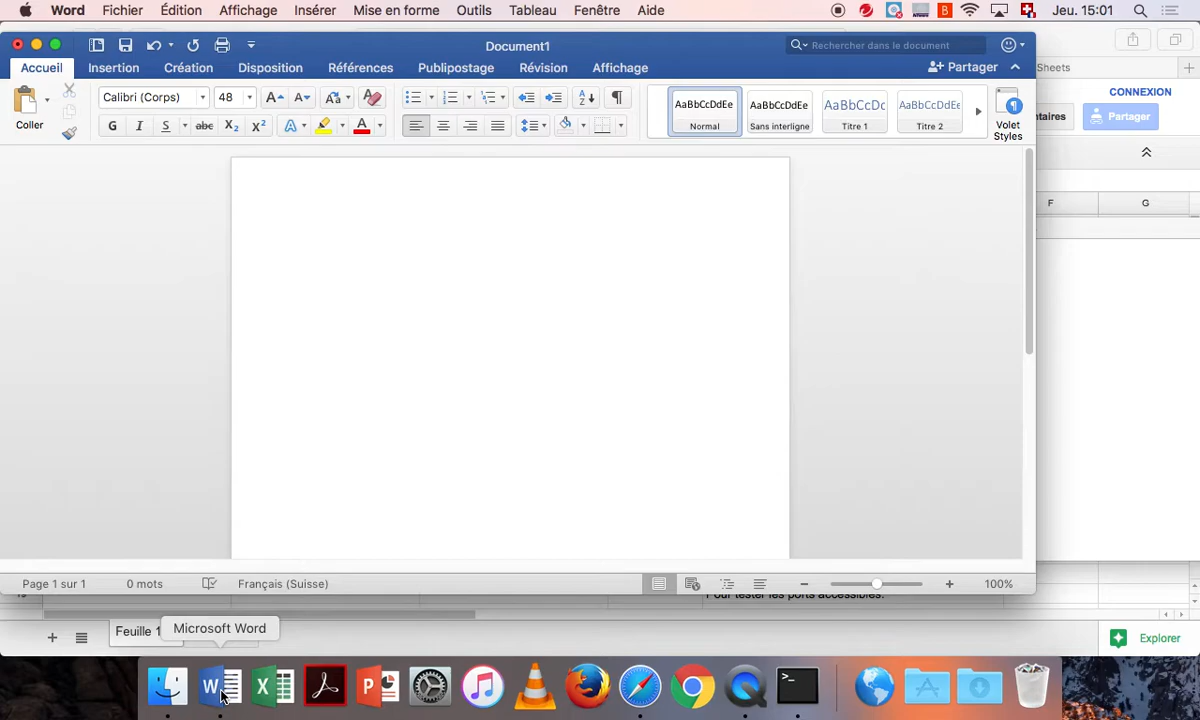 Word Fichier Édition Affichage Insérer Mise en forme Outils Tableau Fenêtre Aide Jeu. 15:01
Document1
Rechercher dans le document
Accueil Insertion Création Disposition Références Publipostage Révision Affichage Partager
Sheets
CONNEXION
Coller
Calibri (Corps) 48
G I S abc X2 X2 A A
AaBbCcDdEe AaBbCcDdEe AaBbCcDc AaBbCcDdEe
Normal Sans interligne Titre 1 Titre 2
Volet
Styles
entaires Partager
F G
Page 1 sur 1 0 mots Français (Suisse) 100%
Pour tester les ports accessibles.
Feuille 1
Microsoft Word
Explorer